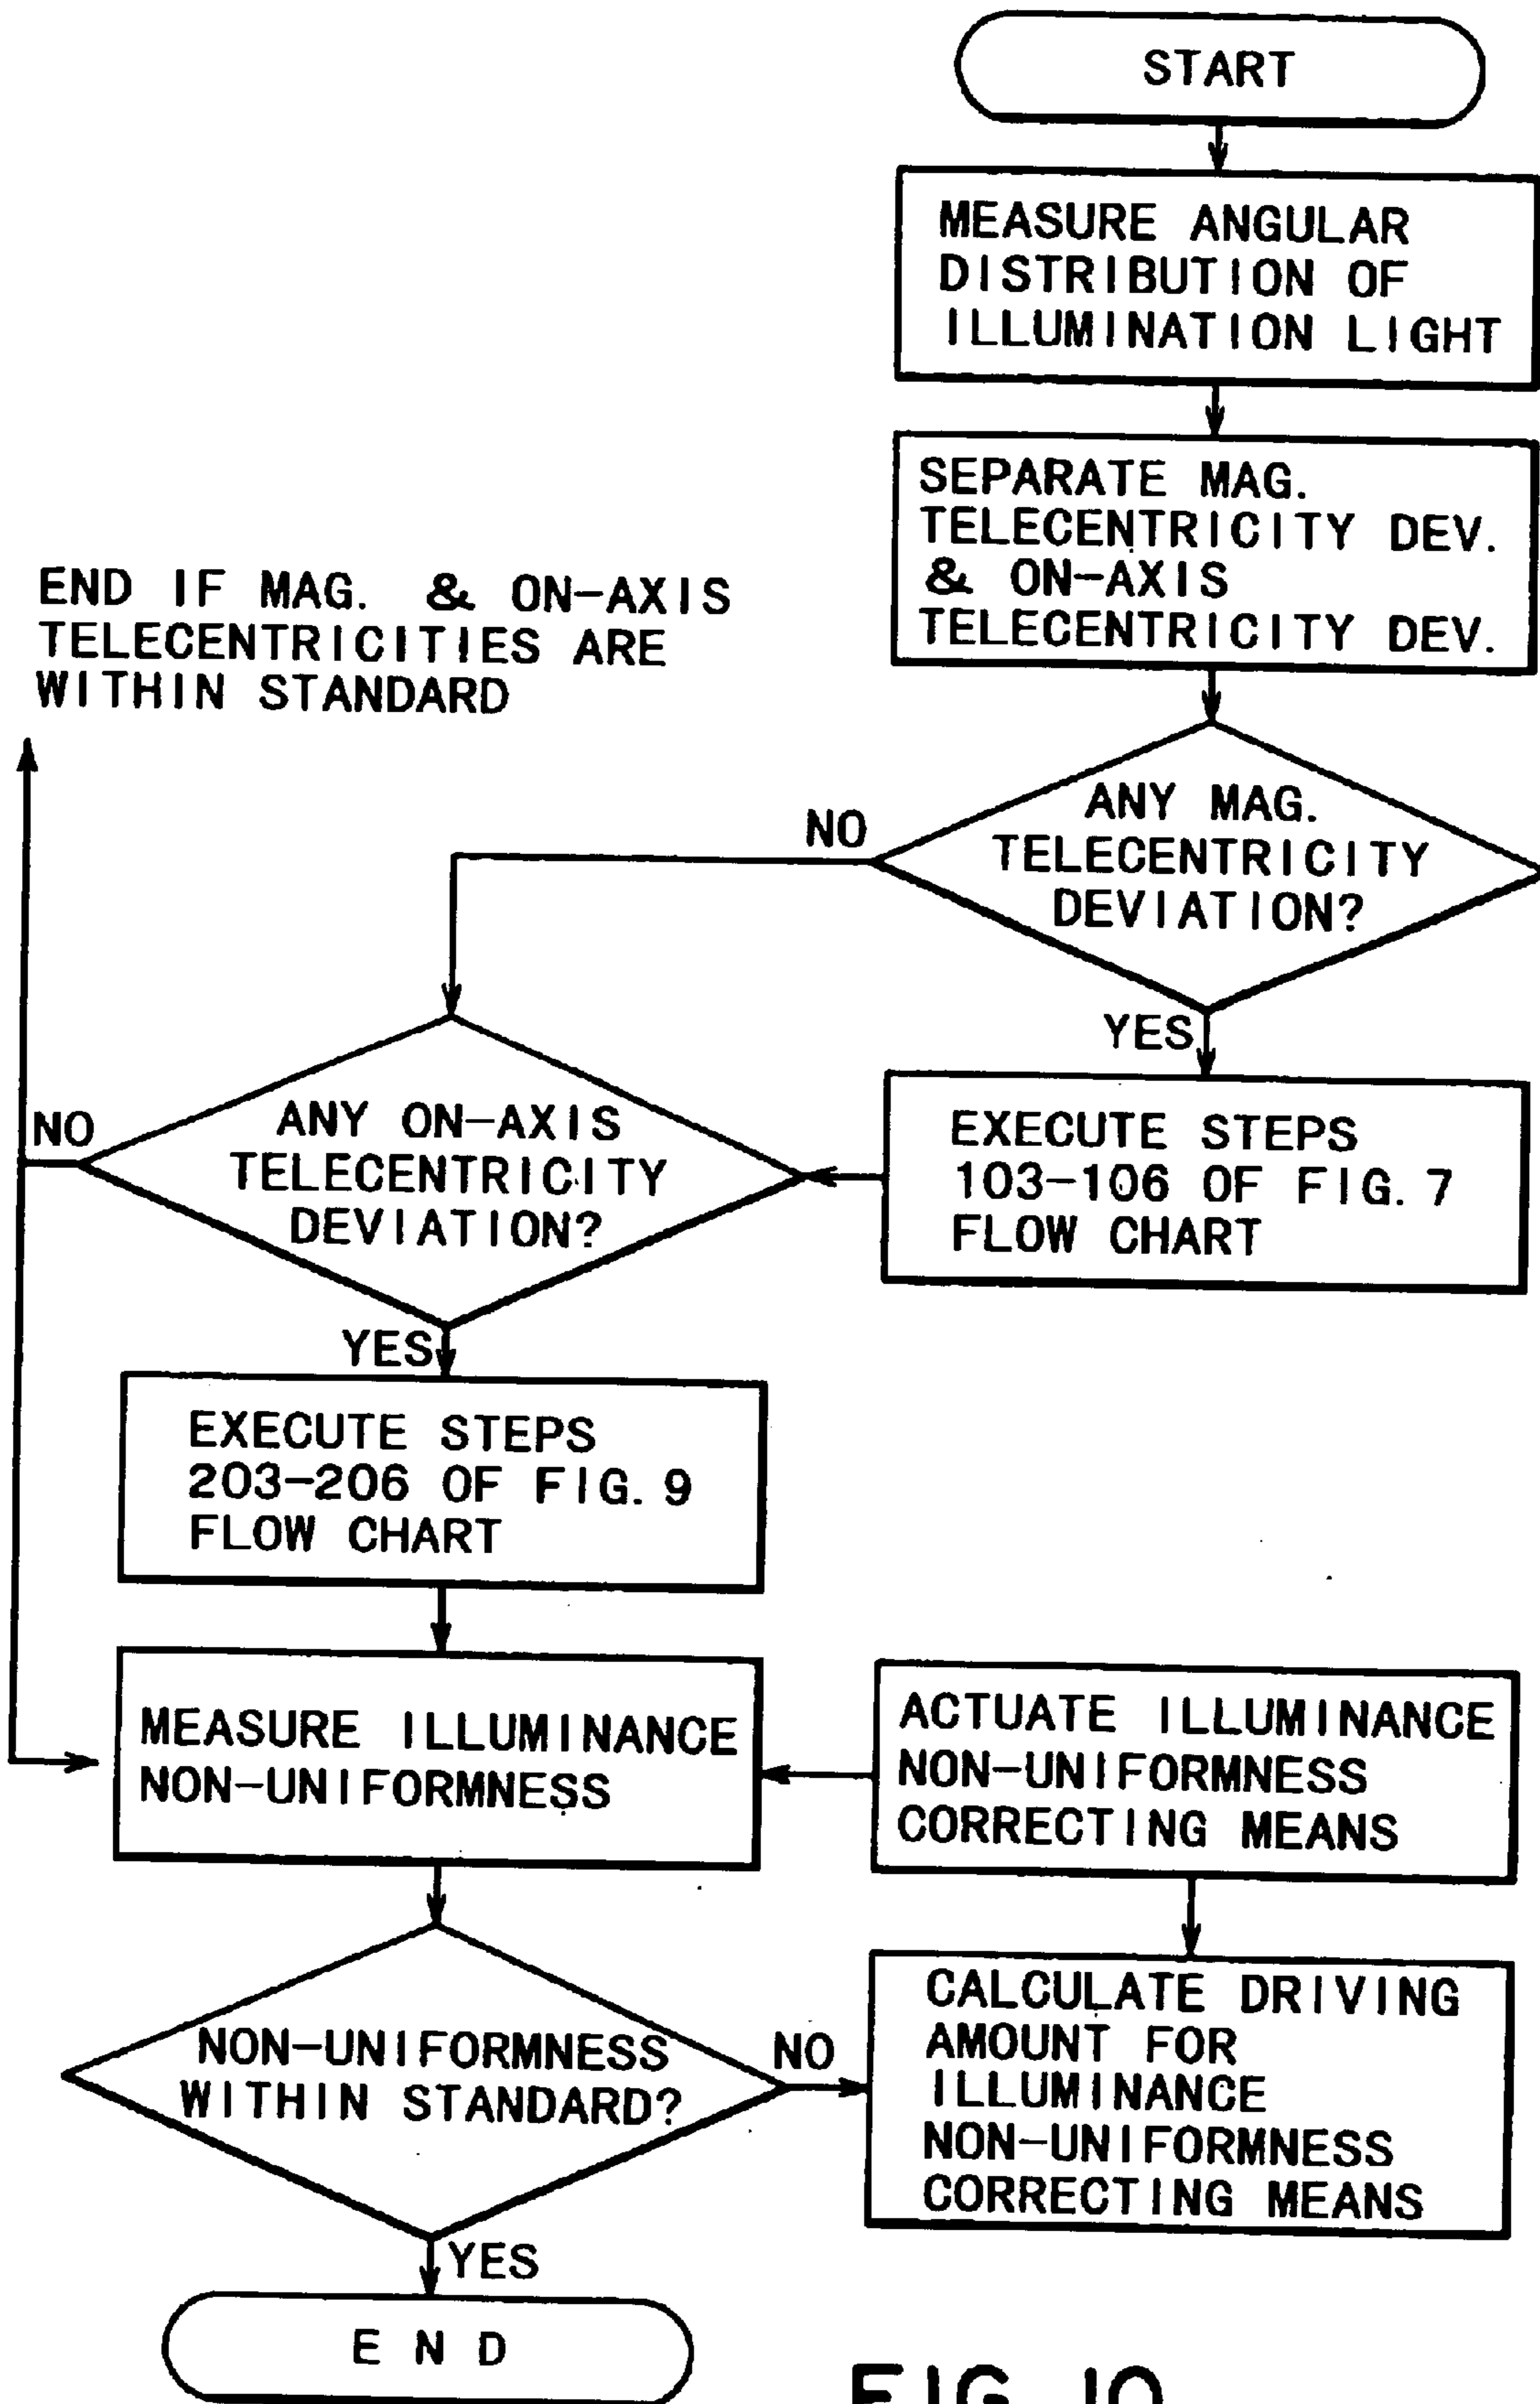 START
MEASURE ANGULAR
DISTRIBUTION OF
ILLUMINATION LIGHT
SEPARATE MAG.
TELECENTRICITY DEV.
& ON-AXIS
TELECENTRICITY DEV.
END IF MAG. & ON-AXIS
TELECENTRICITIES ARE
WITHIN STANDARD
ANY MAG.
TELECENTRICITY
DEVIATION?
NO
YES
EXECUTE STEPS
103-106 OF FIG. 7
FLOW CHART
ANY ON-AXIS
TELECENTRICITY
DEVIATION?
NO
YES
EXECUTE STEPS
203-206 OF FIG. 9
FLOW CHART
MEASURE ILLUMINANCE
NON-UNIFORMNESS
ACTUATE ILLUMINANCE
NON-UNIFORMNESS
CORRECTING MEANS
NON-UNIFORMNESS
WITHIN STANDARD?
NO
CALCULATE DRIVING
AMOUNT FOR
ILLUMINANCE
NON-UNIFORMNESS
CORRECTING MEANS
YES
END
FIG. 10